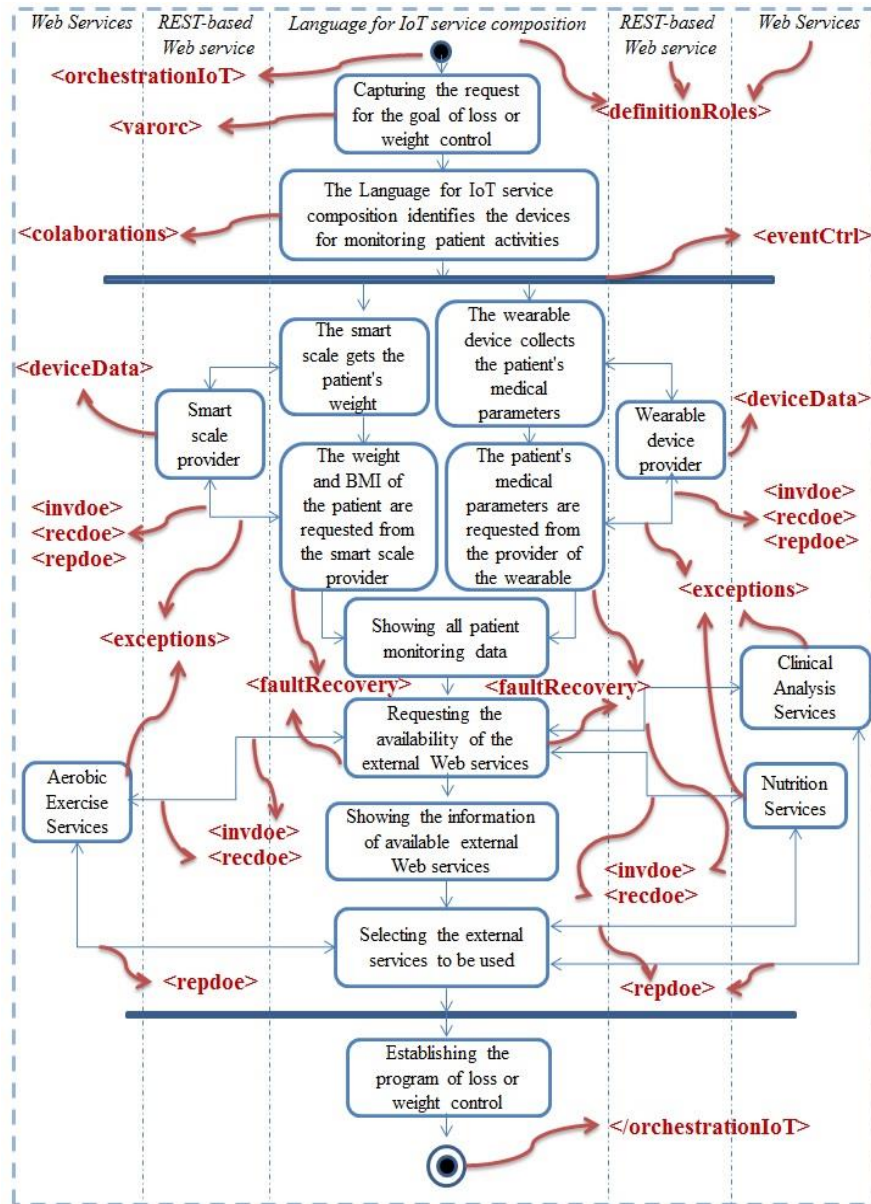 Web Services
REST-based
Web service
Language for IoT service composition
REST-based
Web service
Web Services
<orchestrationIoT>
Capturing the request
for the goal of loss or
weight control
<definitionRoles>
<varorc>
The Language for IoT service
composition identifies the devices
for monitoring patient activities
<colaborations>
<eventCtrl>
The smart
scale gets the
patient's
weight
The wearable
device collects
the patient's
medical
parameters
<deviceData>
Smart
scale
provider
Wearable
device
provider
<deviceData>
The weight
and BMI of
the patient are
requested from
the smart scale
provider
The patient's
medical
parameters are
requested from
the provider of
the wearable
<invdoe>
<recdoe>
<repdoe>
<invdoe>
<recdoe>
<repdoe>
<exceptions>
<exceptions>
Showing all patient
monitoring data
<faultRecovery>
<faultRecovery>
Clinical
Analysis
Services
Requesting the
availability of the
external Web services
Aerobic
Exercise
Services
Nutrition
Services
<invdoe>
<recdoe>
Showing the information
of available external
Web services
<invdoe>
<recdoe>
Selecting the external
services to be used
<repdoe>
<repdoe>
Establishing the
program of loss or
weight control
</orchestrationIoT>